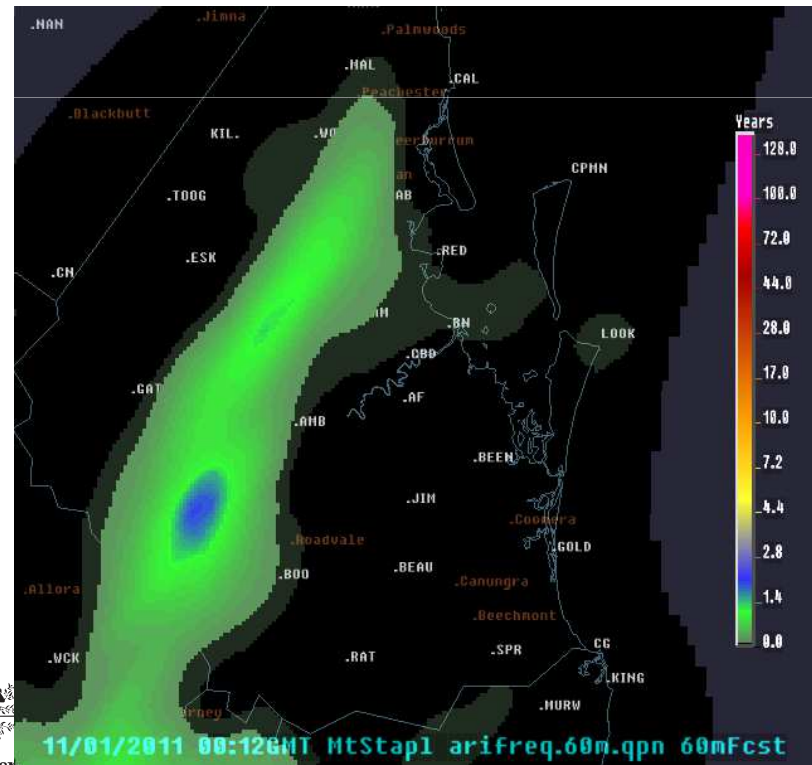 .NAN
.Jimna
.Palmwoods
.MAL
.CAL
Peachester
.Blackbutt
Years
KIL.
.WO
eerburrum
128.0
CPMN
an
100.0
.TOOG
AB
72.0
.RED
.ESK
.CN
44.0
.BN
28.0
LOOK
.CBD
17.0
.GAT
.AF
10.0
.AMB
.BEEN
7.2
.JIM
4.4
.Coomera
.Roadvale
.GOLD
2.8
.BOO
.BEAU
.Canungra
.Allora
1.4
.Beechmont
0.0
.WCK
.RAT
.SPR
CG
.KING
.MURW
rney
11/01/2011 00:12GMT MtStapl arifreq.60m.qpn 60mFcst